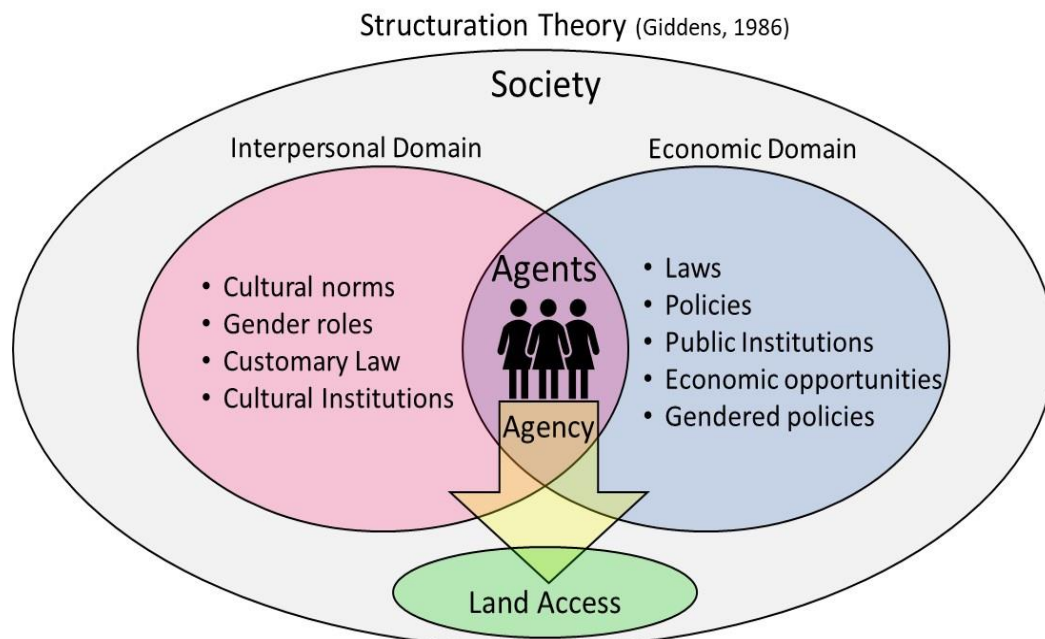 Structuration Theory (Giddens, 1986)
Society
Interpersonal Domain
Economic Domain
• Cultural norms
• Gender roles
• Customary Law
• Cultural Institutions
Agents
Agency
• Laws
• Policies
• Public Institutions
• Economic opportunities
• Gendered policies
Land Access